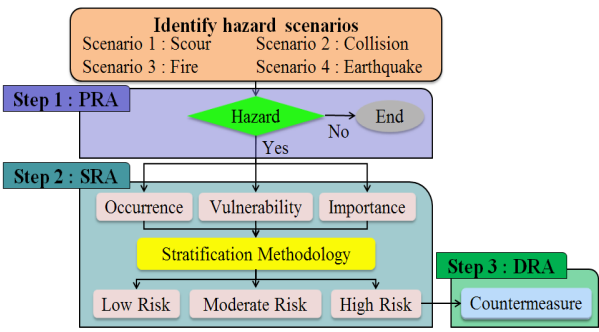 Identify hazard scenarios
Scenario 1 : Scour
Scenario 2 : Collision
Scenario 3 : Fire
Scenario 4 : Earthquake
Step 1 : PRA
Hazard
No
End
Yes
Step 2 : SRA
Occurrence
Vulnerability
Importance
Stratification Methodology
Low Risk
Moderate Risk
High Risk
Step 3 : DRA
Countermeasure